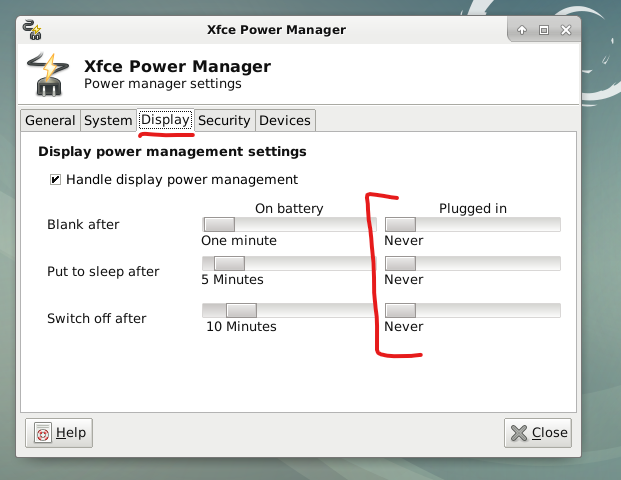 Xfce Power Manager
Xfce Power Manager
Power manager settings
General System Display Security Devices
Display power management settings
Handle display power management
On battery Plugged in
Blank after
One minute Never
Put to sleep after
5 Minutes Never
Switch off after
10 Minutes Never
Help Close